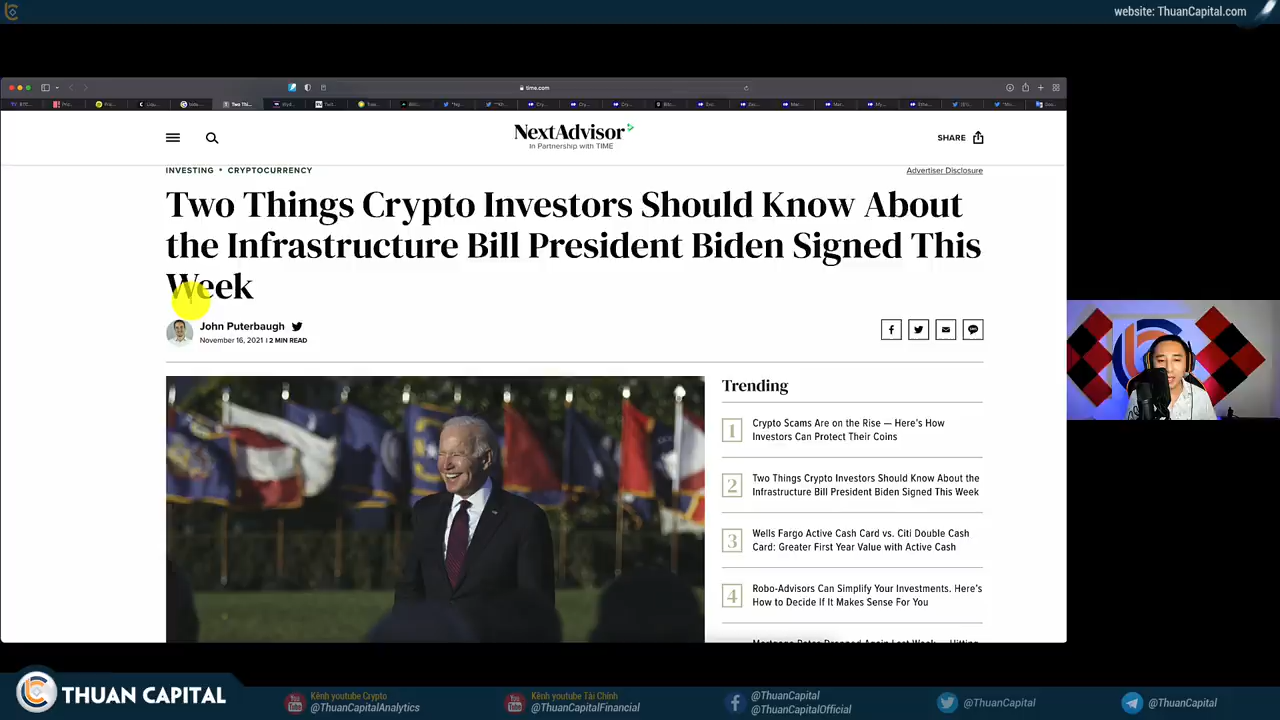 website: ThuanCapital.com
time.com
NextAdvisor
In Partnership with TIME
SHARE
INVESTING • CRYPTOCURRENCY
Advertiser Disclosure
Two Things Crypto Investors Should Know About
the Infrastructure Bill President Biden Signed This
Week
John Puterbaugh
November 16, 2021 | 2 MIN READ
Trending
1
Crypto Scams Are on the Rise — Here's How
Investors Can Protect Their Coins
2
Two Things Crypto Investors Should Know About the
Infrastructure Bill President Biden Signed This Week
3
Wells Fargo Active Cash Card vs. Citi Double Cash
Card: Greater First Year Value with Active Cash
4
Robo-Advisors Can Simplify Your Investments. Here's
How to Decide If It Makes Sense For You
THUAN CAPITAL
Kênh youtube Crypto
@ThuanCapitalAnalytics
Kênh youtube Tài Chính
@ThuanCapitalFinancial
@ThuanCapital
@ThuanCapitalOfficial
@ThuanCapital
@ThuanCapital